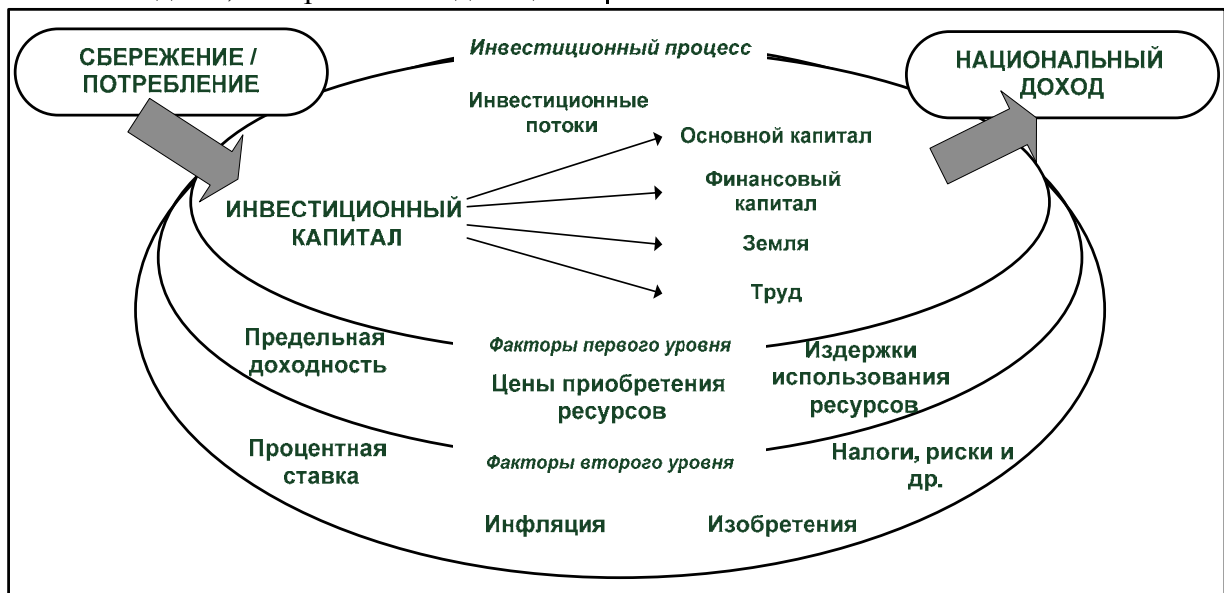 СБЕРЕЖЕНИЕ /
ПОТРЕБЛЕНИЕ
Инвестиционный процесс
НАЦИОНАЛЬНЫЙ
ДОХОД
Инвестиционные
потоки
Основной капитал
Финансовый
капитал
ИНВЕСТИЦИОННЫЙ
КАПИТАЛ
Земля
Труд
Предельная
доходность
Факторы первого уровня
Цены приобретения
ресурсов
Издержки
использования
ресурсов
Процентная
ставка
Факторы второго уровня
Налоги, риски и
др.
Инфляция
Изобретения